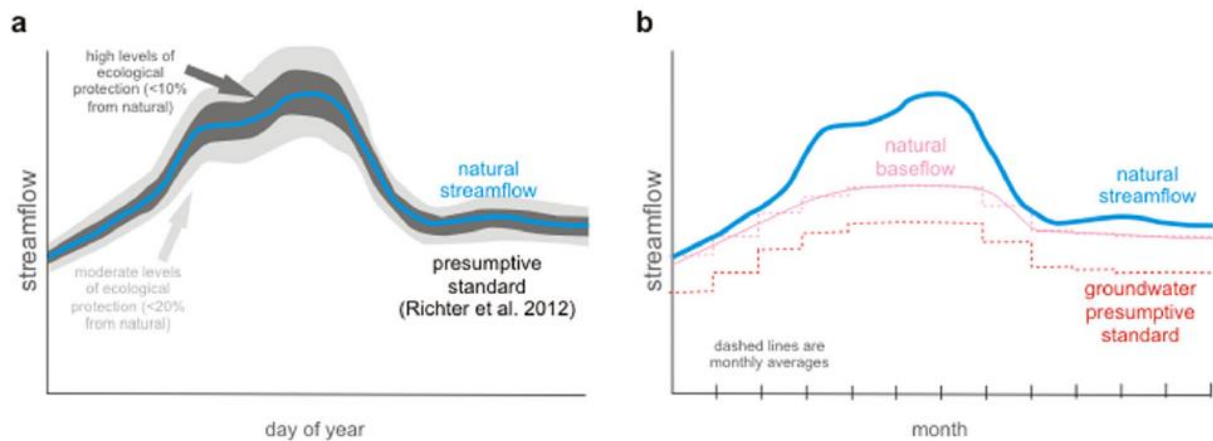 a
high levels of
ecological
protection (<10%
from natural)
natural
streamflow
streamflow
moderate levels
of ecological
protection (<20%
from natural)
presumptive
standard
(Richter et al. 2012)
day of year
b
natural
baseflow
natural
streamflow
streamflow
groundwater
presumptive
standard
dashed lines are
monthly averages
month